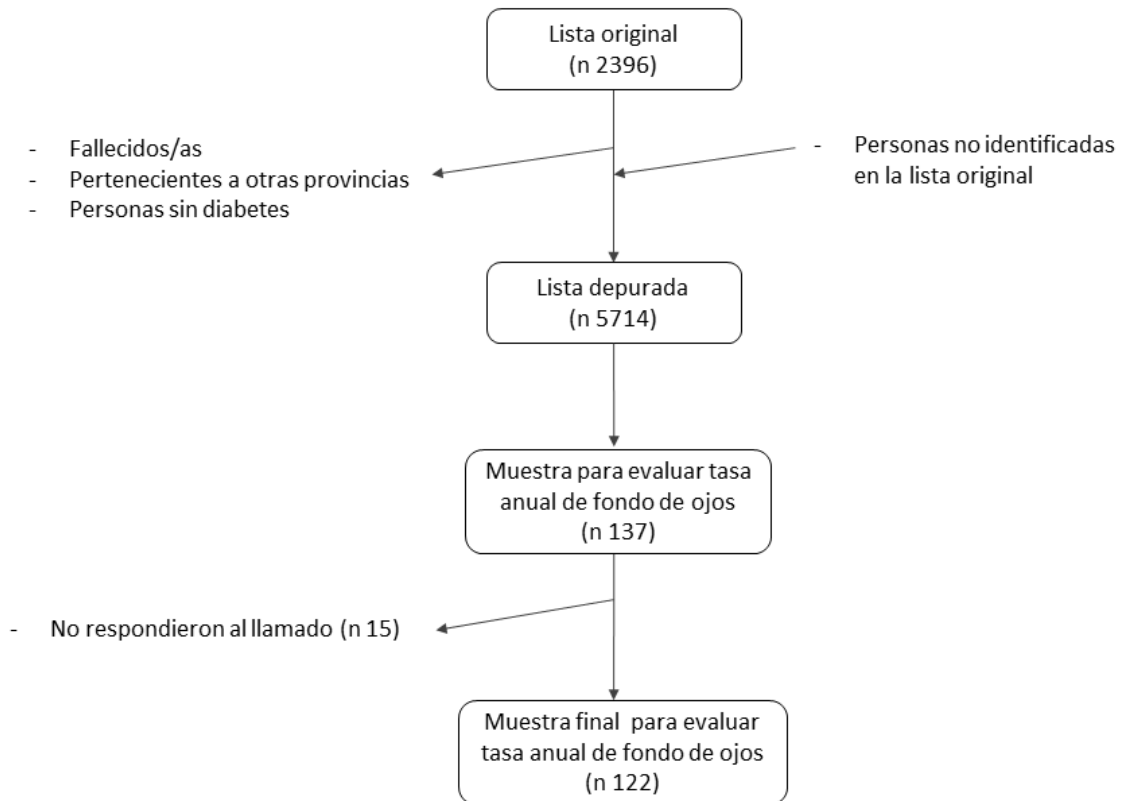 Lista original
(n 2396)
- Fallecidos/as
- Pertenecientes a otras provincias
- Personas sin diabetes
- Personas no identificadas
en la lista original
Lista depurada
(n 5714)
Muestra para evaluar tasa
anual de fondo de ojos
(n 137)
- No respondieron al llamado (n 15)
Muestra final para evaluar
tasa anual de fondo de ojos
(n 122)